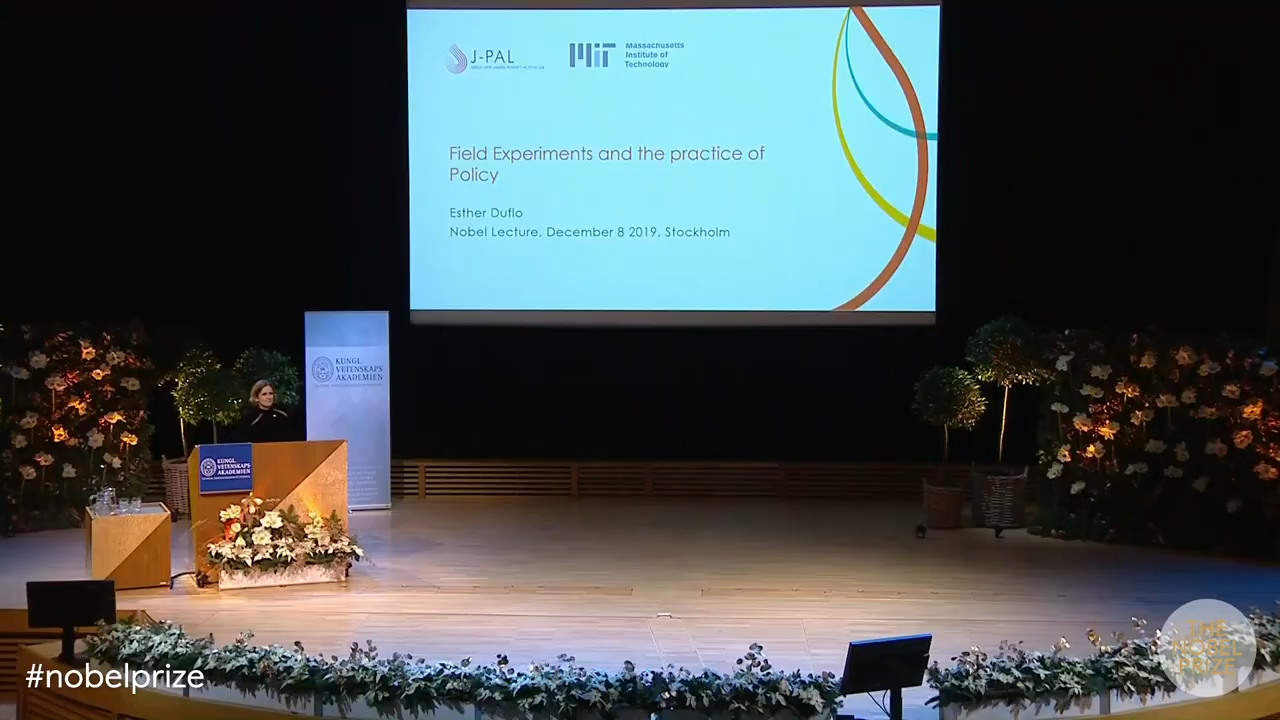 J-PAL
Massachusetts
Institute of
Technology
Field Experiments and the practice of
Policy
Esther Duflo
Nobel Lecture, December 8 2019, Stockholm
KUNGL.
VETENSKAPS
AKADEMIEN
KUNGL.
VETENSKAPS
AKADEMIEN
#nobelprize
THE
NOBEL
PRIZE